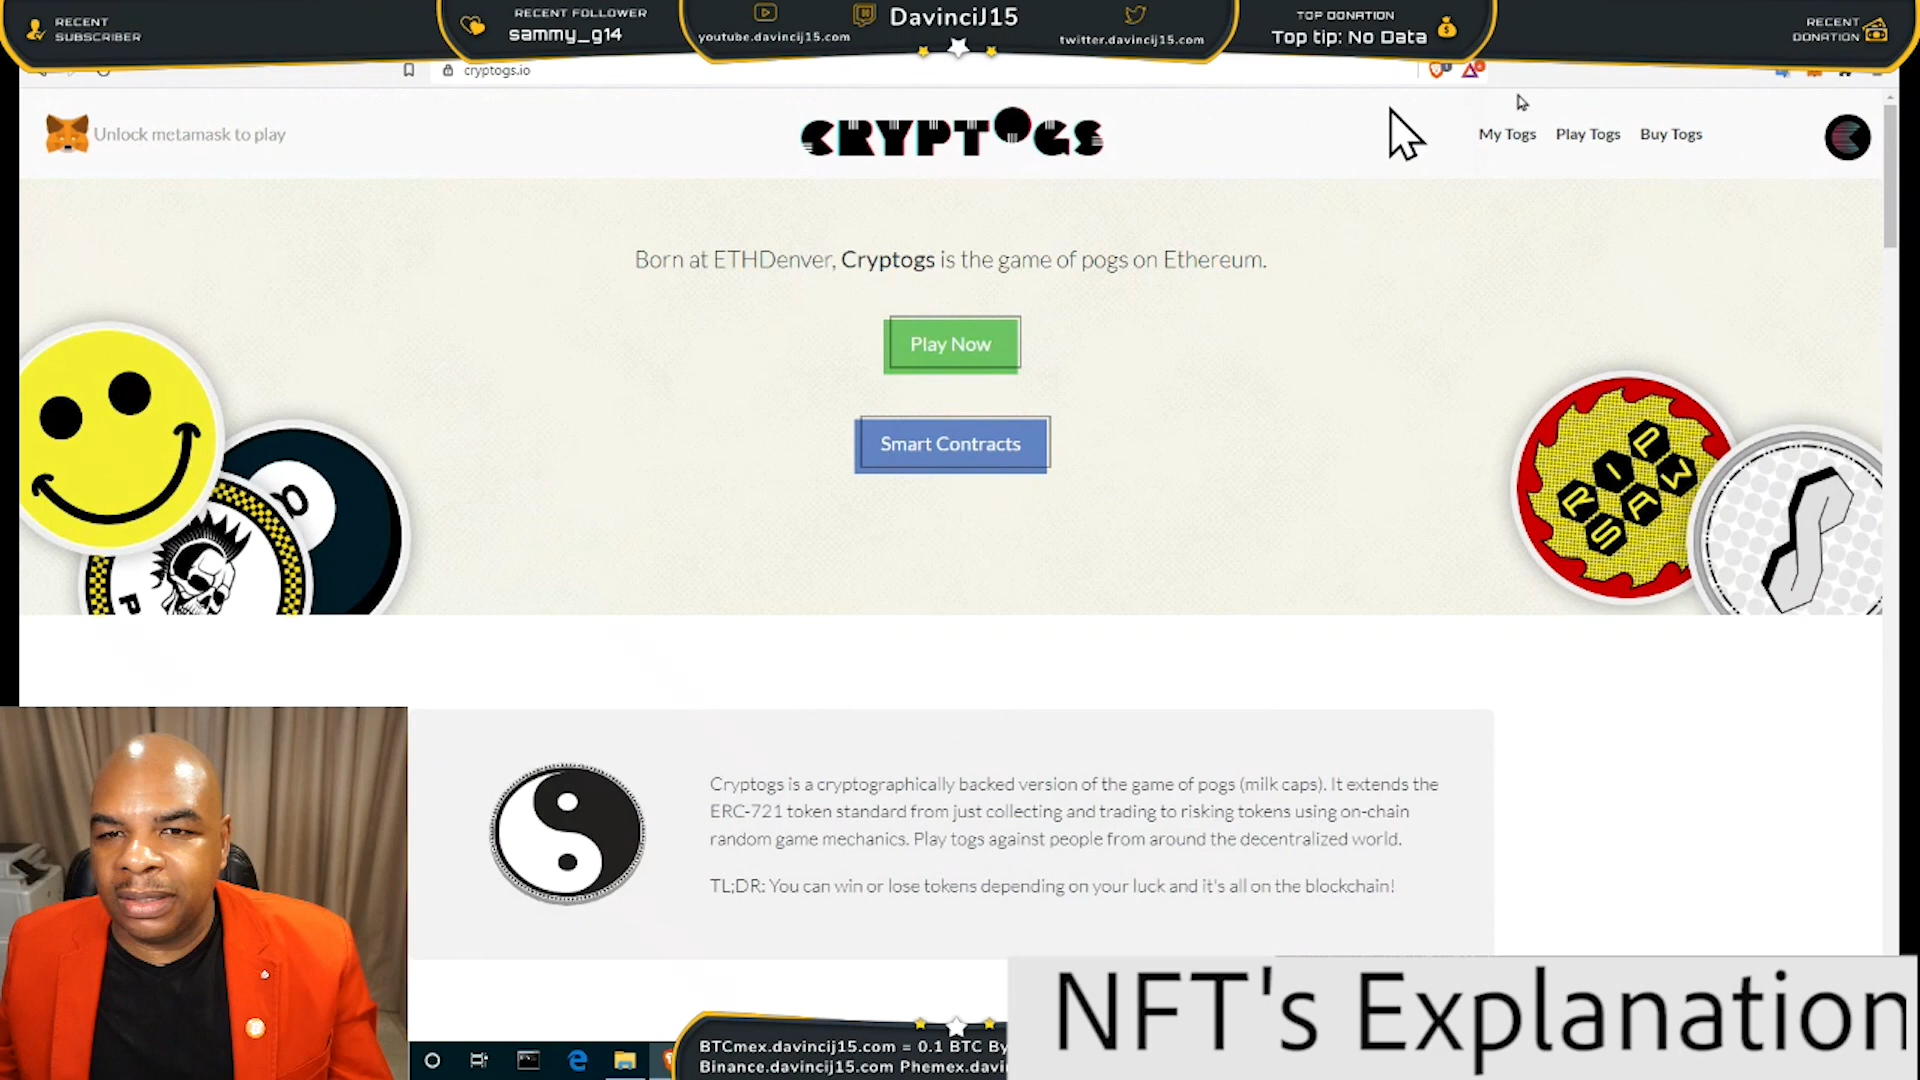 RECENT
SUBSCRIBER
RECENT FOLLOWER
sammy_g14
DavinciJ15
youtube.davincij15.com
twitter.davincij15.com
TOP DONATION
Top tip: No Data
RECENT
DONATION
cryptogs.io
Unlock metamask to play
CRYPTOGS
My Togs Play Togs Buy Togs
Born at ETHDenver, Cryptogs is the game of pogs on Ethereum.
Play Now
Smart Contracts
RIP
SAW
P
Cryptogs is a cryptographically backed version of the game of pogs (milk caps). It extends the
ERC-721 token standard from just collecting and trading to risking tokens using on-chain
random game mechanics. Play togs against people from around the decentralized world.
TL;DR: You can win or lose tokens depending on your luck and it's all on the blockchain!
NFT's Explanation
BTCmex.davincij15.com = 0.1 BTC By
Binance.davincij15.com Phemex.davi